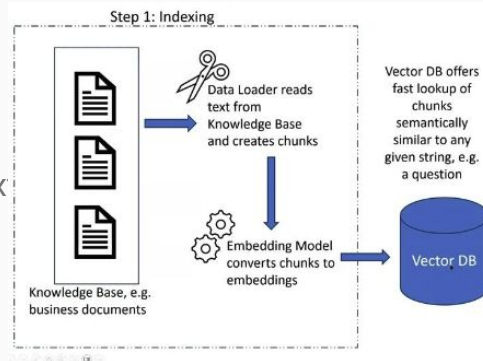 Step 1: Indexing
Data Loader reads
text from
Knowledge Base
and creates chunks
Knowledge Base, e.g.
business documents
Embedding Model
converts chunks to
embeddings
Vector DB offers
fast lookup of
chunks
semantically
similar to any
given string, e.g.
a question
Vector DB